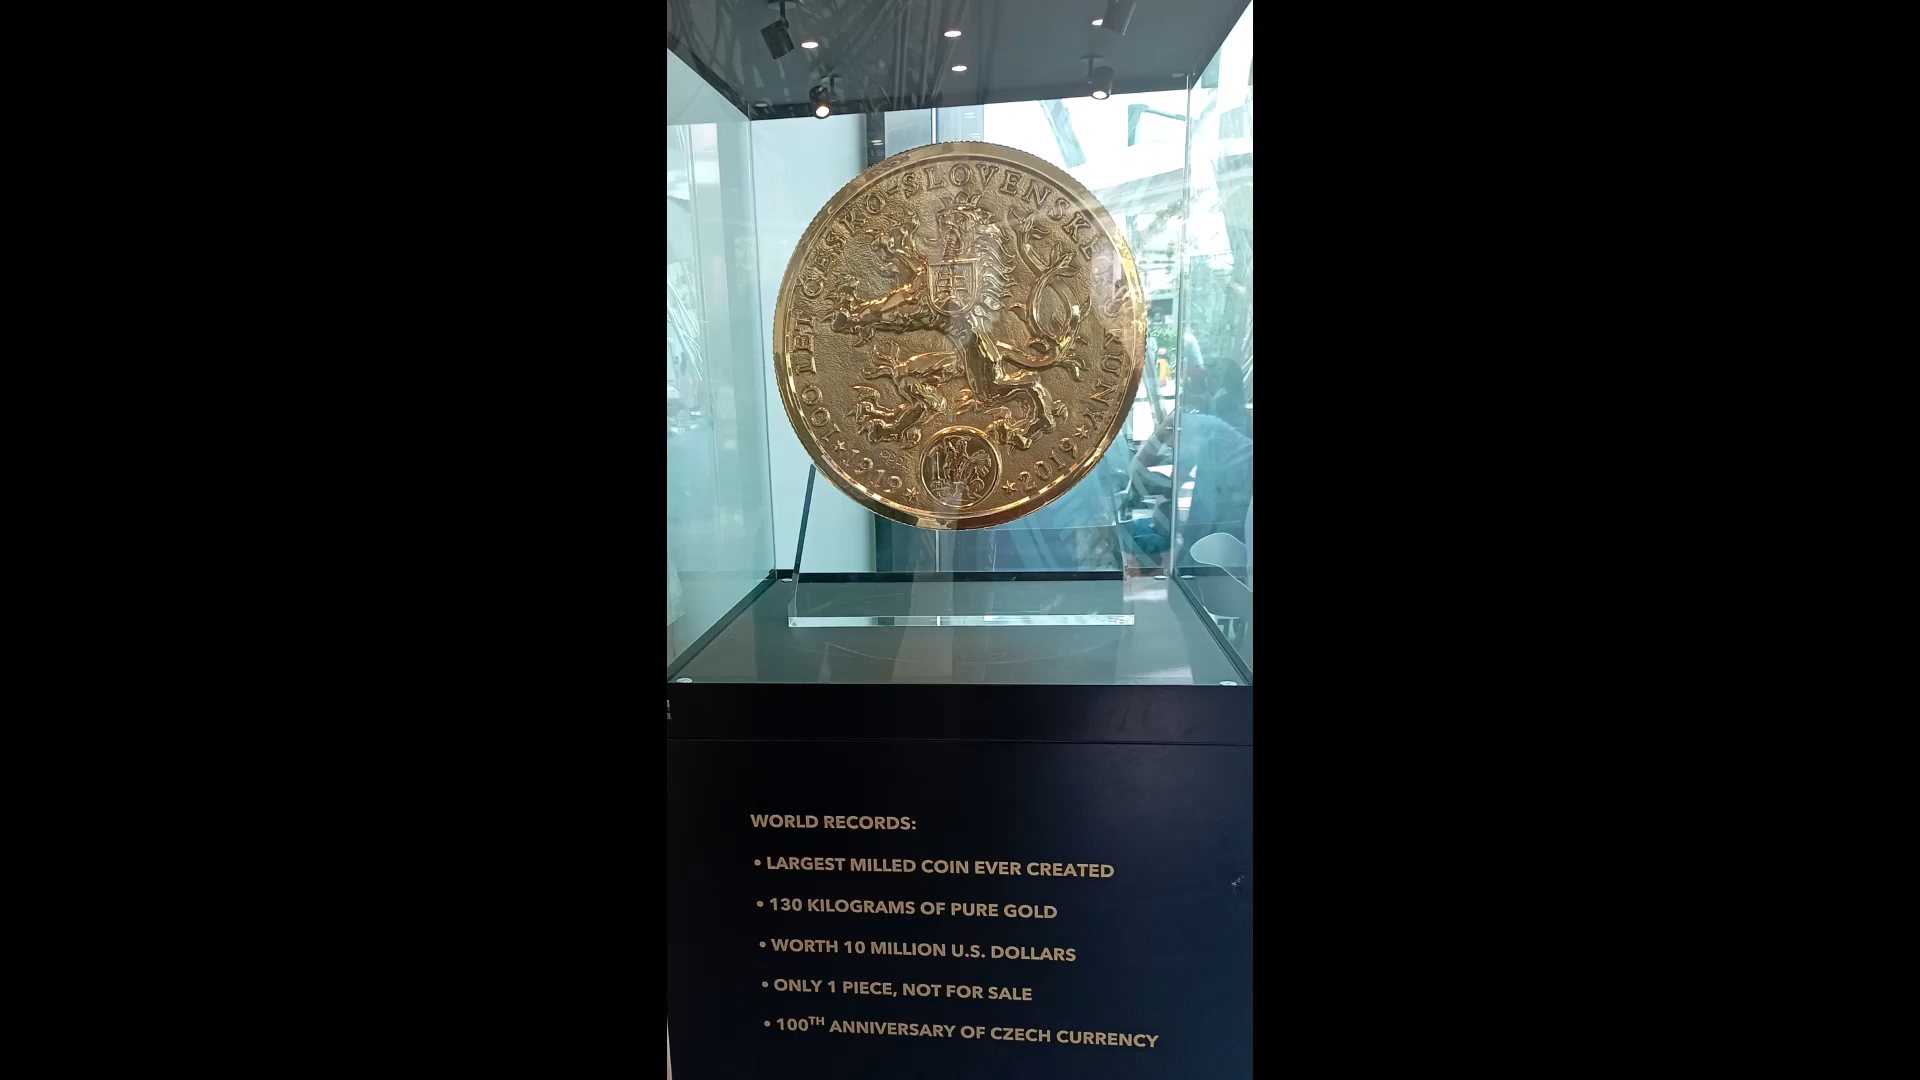 100 LET ČESKO-SLOVENSKÉ KORUNY
1919
2019
WORLD RECORDS:
• LARGEST MILLED COIN EVER CREATED
• 130 KILOGRAMS OF PURE GOLD
• WORTH 10 MILLION U.S. DOLLARS
• ONLY 1 PIECE, NOT FOR SALE
• 100TH ANNIVERSARY OF CZECH CURRENCY